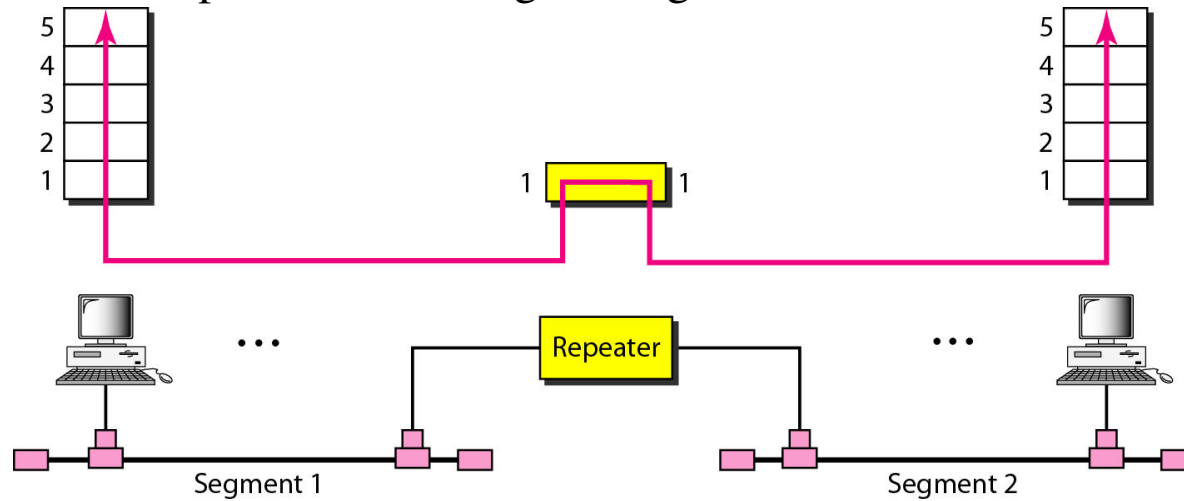 5 5
4 4
3 3
2 2
1 1 1 1
... ...
Repeater
Segment 1 Segment 2